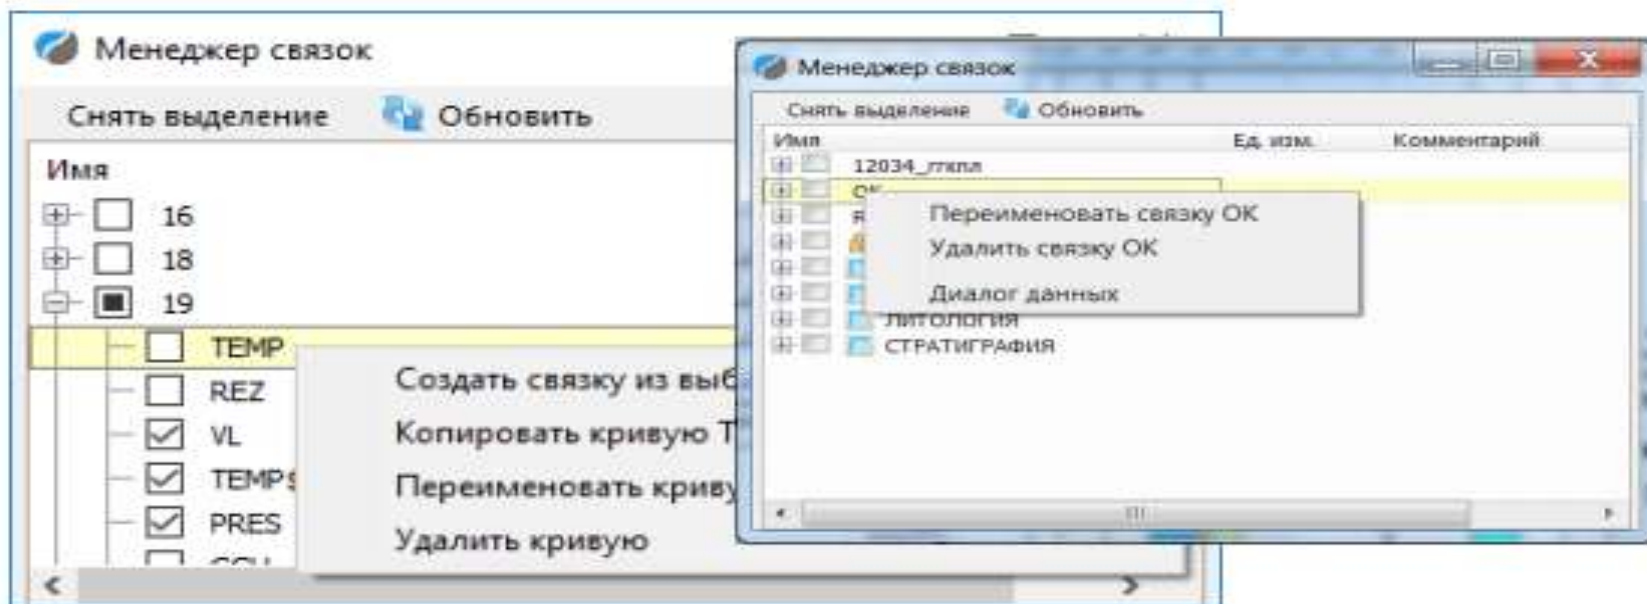 Менеджер связок
Снять выделение Обновить
Имя
16
18
19
TEMP
REZ
VL
TEMP
PRES
Создать связку из
Копировать кривую
Переименовать
Удалить кривую
Менеджер связок
Снять выделение Обновить
Имя Ед. изм. Комментарий
12034_ггкпл
Переименовать связку ОК
Удалить связку ОК
Диалог данных
ЛИТОЛОГИЯ
СТРАТИГРАФИЯ